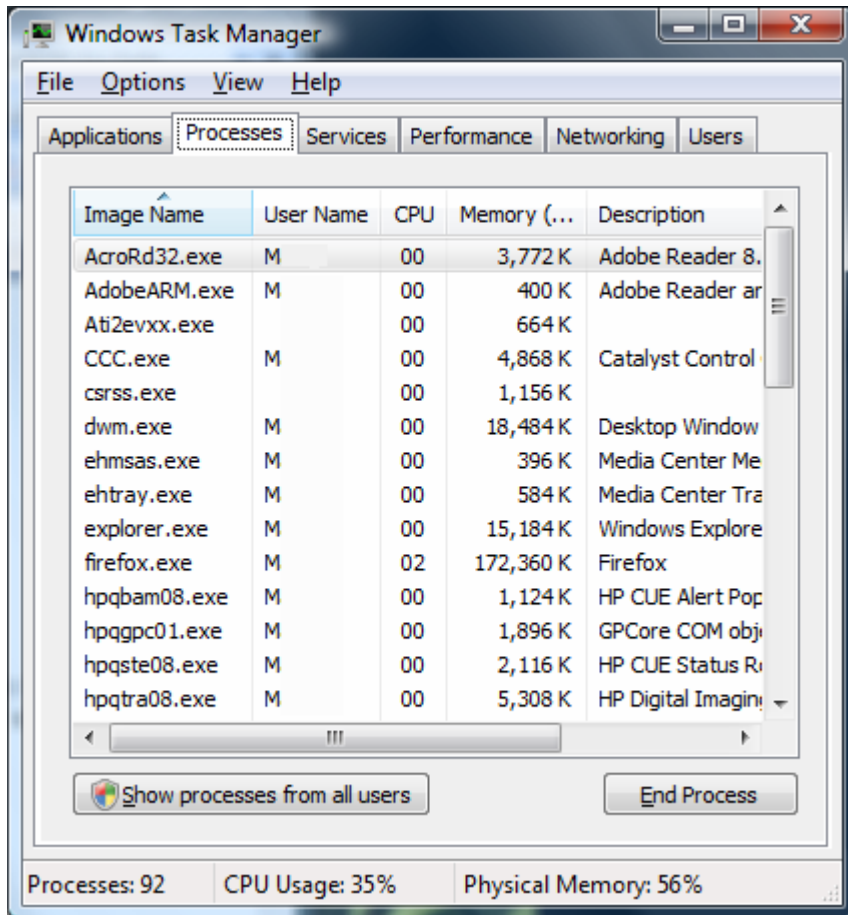 Windows Task Manager
File Options View Help
Applications Processes Services Performance Networking Users
Image Name User Name CPU Memory (... Description
AcroRd32.exe M 00 3,772 K Adobe Reader 8.
AdobeARM.exe M 00 400 K Adobe Reader ar
Ati2evxx.exe 00 664 K
CCC.exe M 00 4,868 K Catalyst Control
csrss.exe 00 1,156 K
dwm.exe M 00 18,484 K Desktop Window
ehmsas.exe M 00 396 K Media Center Me
ehtray.exe M 00 584 K Media Center Tra
explorer.exe M 00 15,184 K Windows Explore
firefox.exe M 02 172,360 K Firefox
hpqbam08.exe M 00 1,124 K HP CUE Alert Pop
hpqgpc01.exe M 00 1,896 K GPCore COM obj
hpqste08.exe M 00 2,116 K HP CUE Status R
hpqtra08.exe M 00 5,308 K HP Digital Imagin
Show processes from all users End Process
Processes: 92 CPU Usage: 35% Physical Memory: 56%